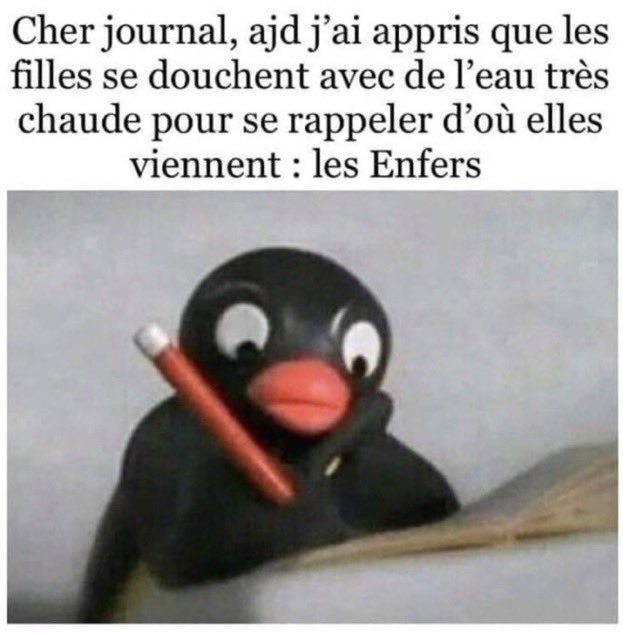 Cher journal, ajd j’ai appris que les
filles se douchent avec de l’eau très
chaude pour se rappeler d’où elles
viennent : les Enfers